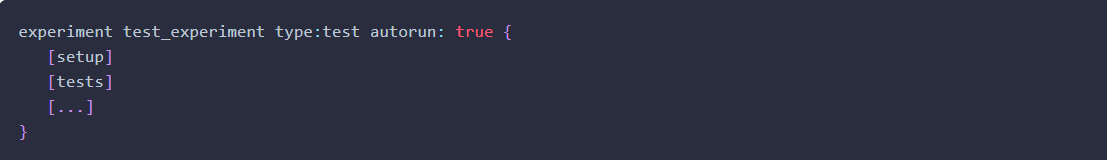 experiment test_experiment type:test autorun: true {
   [setup]
   [tests]
   [...]
}